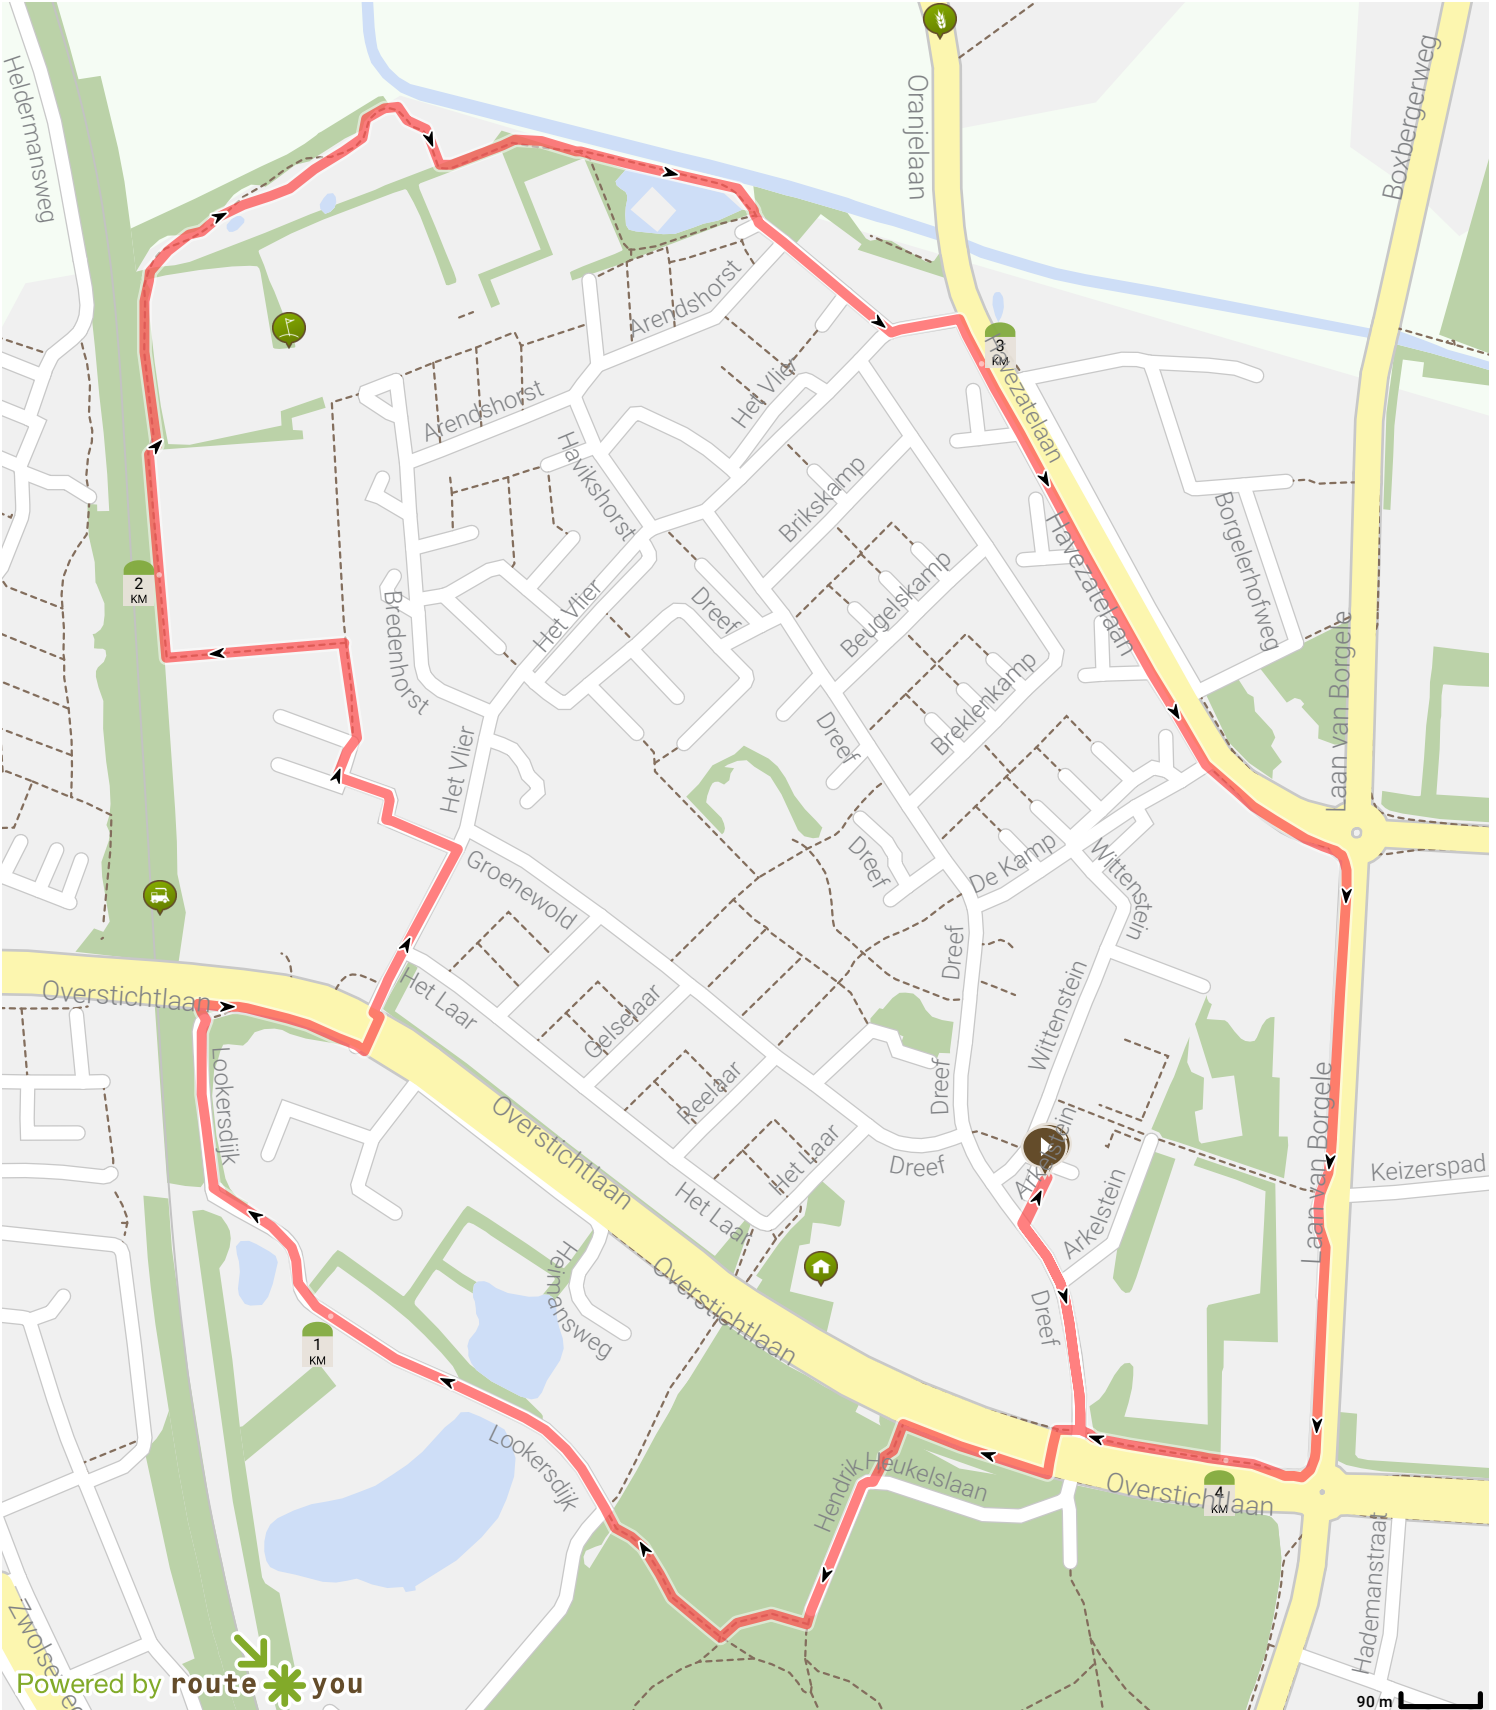 Heldermansweg
Oranjelaan
Boxbergerweg
Arendshorst
3
KM
Havezatelaan
Het Vlier
Arendshorst
Havikshorst
Brikskamp
Borgelerhofweg
Havezatelaan
Beugelskamp
2
KM
Bredenhorst
Het Vlier
Dreef
Laan van Borgele
Breklenkamp
Dreef
Het Vlier
De Kamp
Wittenstein
Dreef
Groenewold
Dreef
Overstichtlaan
Het Laar
Gelselaar
Wittenstein
Lookersdijk
Reelaar
Dreef
Overstichtlaan
Het Laar
Dreef
Arkelstein
Laan van Borgele
Keizerspad
Het Laar
Arkelstein
Heinmansweg
Overstichtlaan
Dreef
1
KM
Lookersdijk
Hendrik Heukelslaan
Overstichtlaan
4
KM
Hademanstraat
Powered by routeyou
90 m